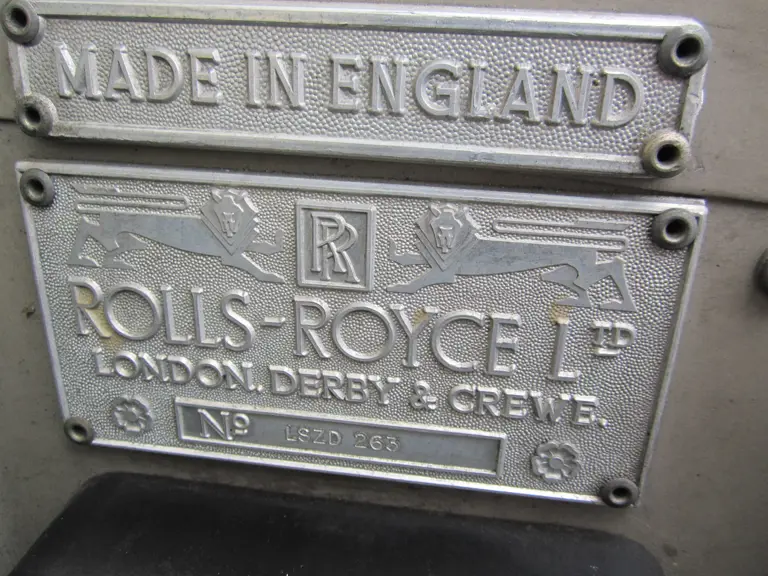 MADE IN ENGLAND
RR
ROLLS-ROYCE LTD
LONDON, DERBY & CREWE.
No LSZD 263